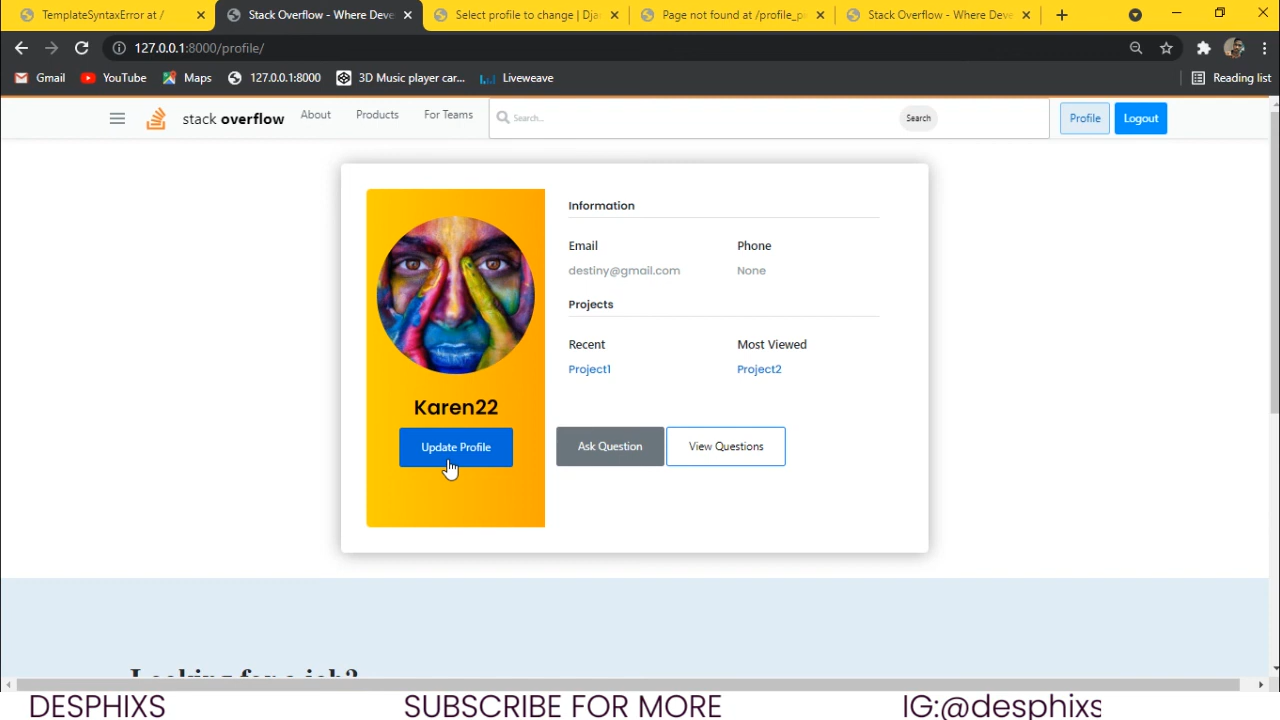 TemplateSyntaxError at /
Stack Overflow - Where Deve
Select profile to change | Dja
Page not found at /profile_p
Stack Overflow - Where Deve
127.0.0.1:8000/profile/
Gmail
YouTube
Maps
127.0.0.1:8000
3D Music player car...
Liveweave
Reading list
stack overflow
About
Products
For Teams
Search...
Search
Profile
Logout
Information
Email
Phone
destiny@gmail.com
None
Projects
Recent
Most Viewed
Project1
Project2
Karen22
Update Profile
Ask Question
View Questions
Looking for a job?
DESPHIXS
SUBSCRIBE FOR MORE
IG:@desphixs